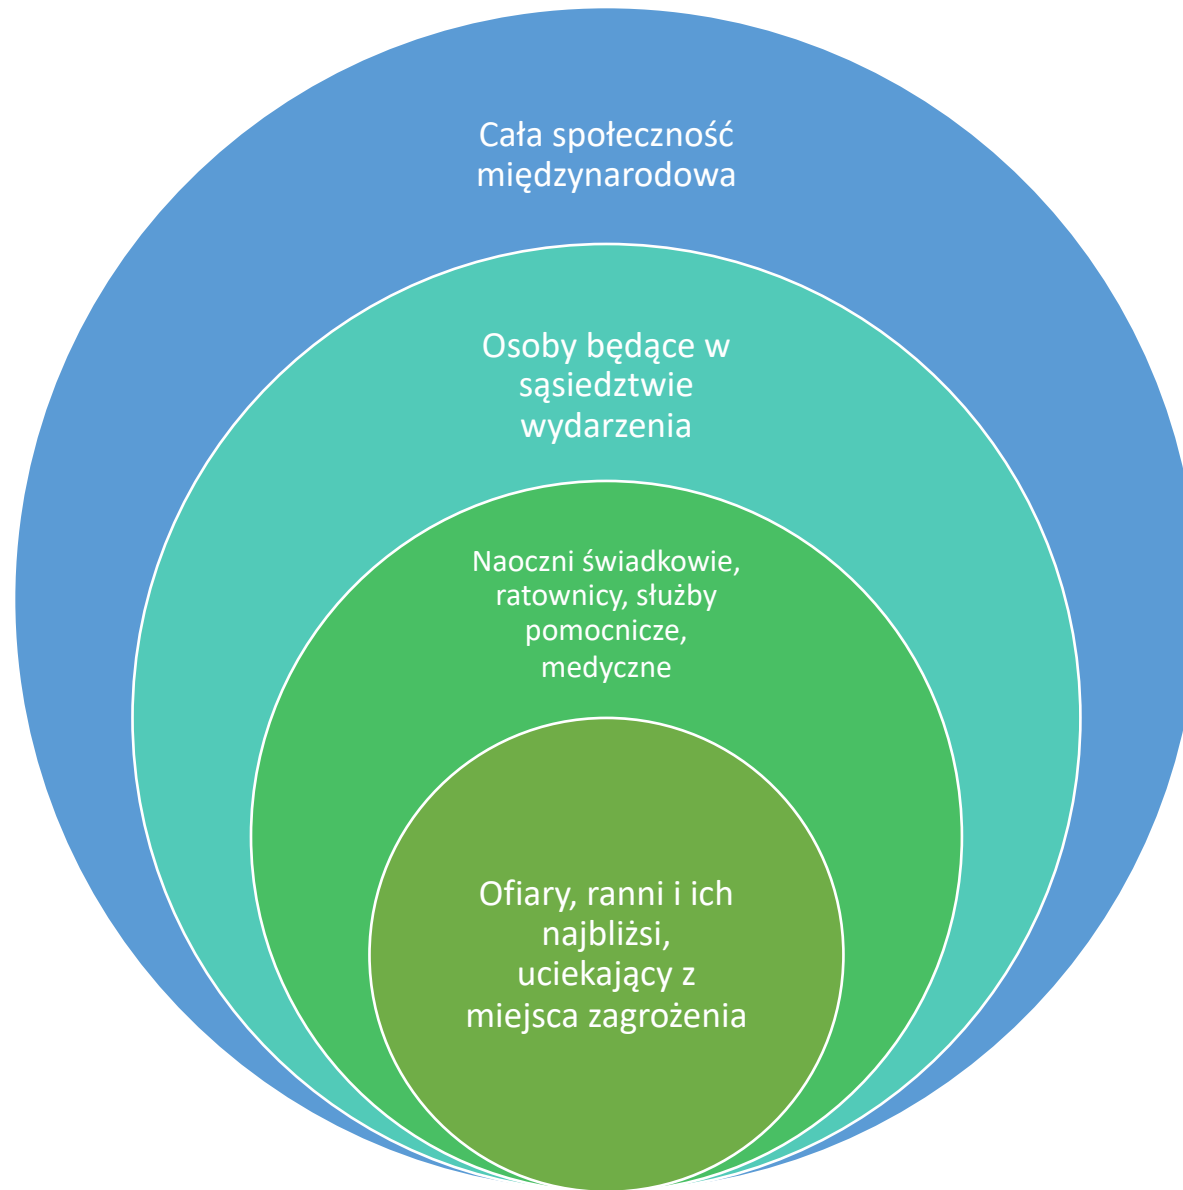 Cała społeczność
międzynarodowa
Osoby będące w
sąsiedztwie
wydarzenia
Naoczni świadkowie,
ratownicy, służby
pomocnicze,
medyczne
Ofiary, ranni i ich
najbliżsi,
uciekający z
miejsca zagrożenia